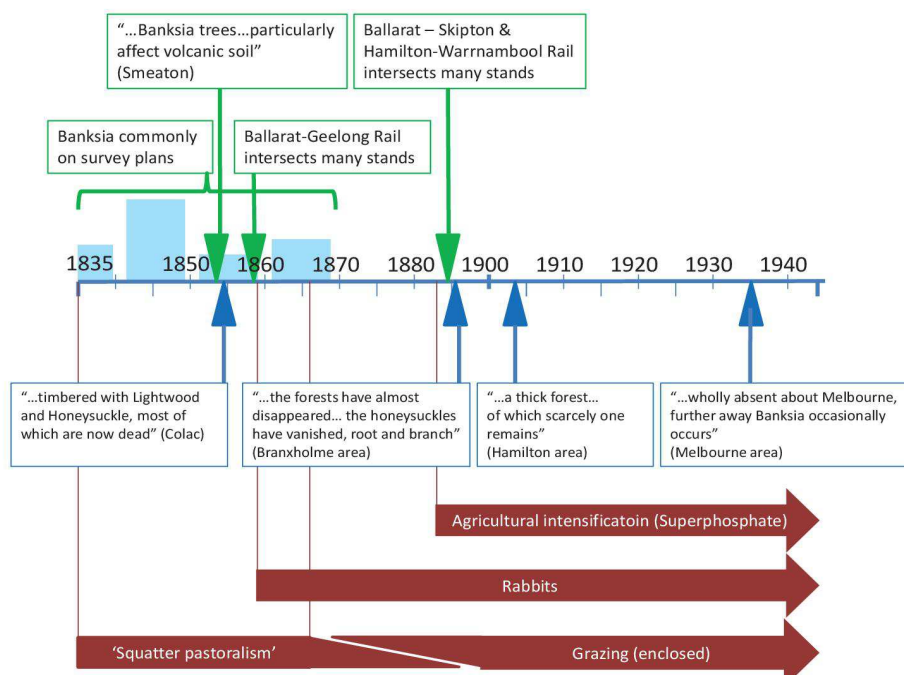 “...Banksia trees...particularly
affect volcanic soil”
(Smeaton)
Ballarat – Skipton &
Hamilton-Warrnambool Rail
intersects many stands
Banksia commonly
on survey plans
Ballarat-Geelong Rail
intersects many stands
1835 1850 1860 1870 1880 1900 1910 1920 1930 1940
“...timbered with Lightwood
and Honeysuckle, most of
which are now dead” (Colac)
“...the forests have almost
disappeared... the honeysuckles
have vanished, root and branch”
(Branxholme area)
“...a thick forest...
of which scarcely one
remains”
(Hamilton area)
“...wholly absent about Melbourne,
further away Banksia occasionally
occurs”
(Melbourne area)
Agricultural intensificatoin (Superphosphate)
Rabbits
‘Squatter pastoralism’
Grazing (enclosed)